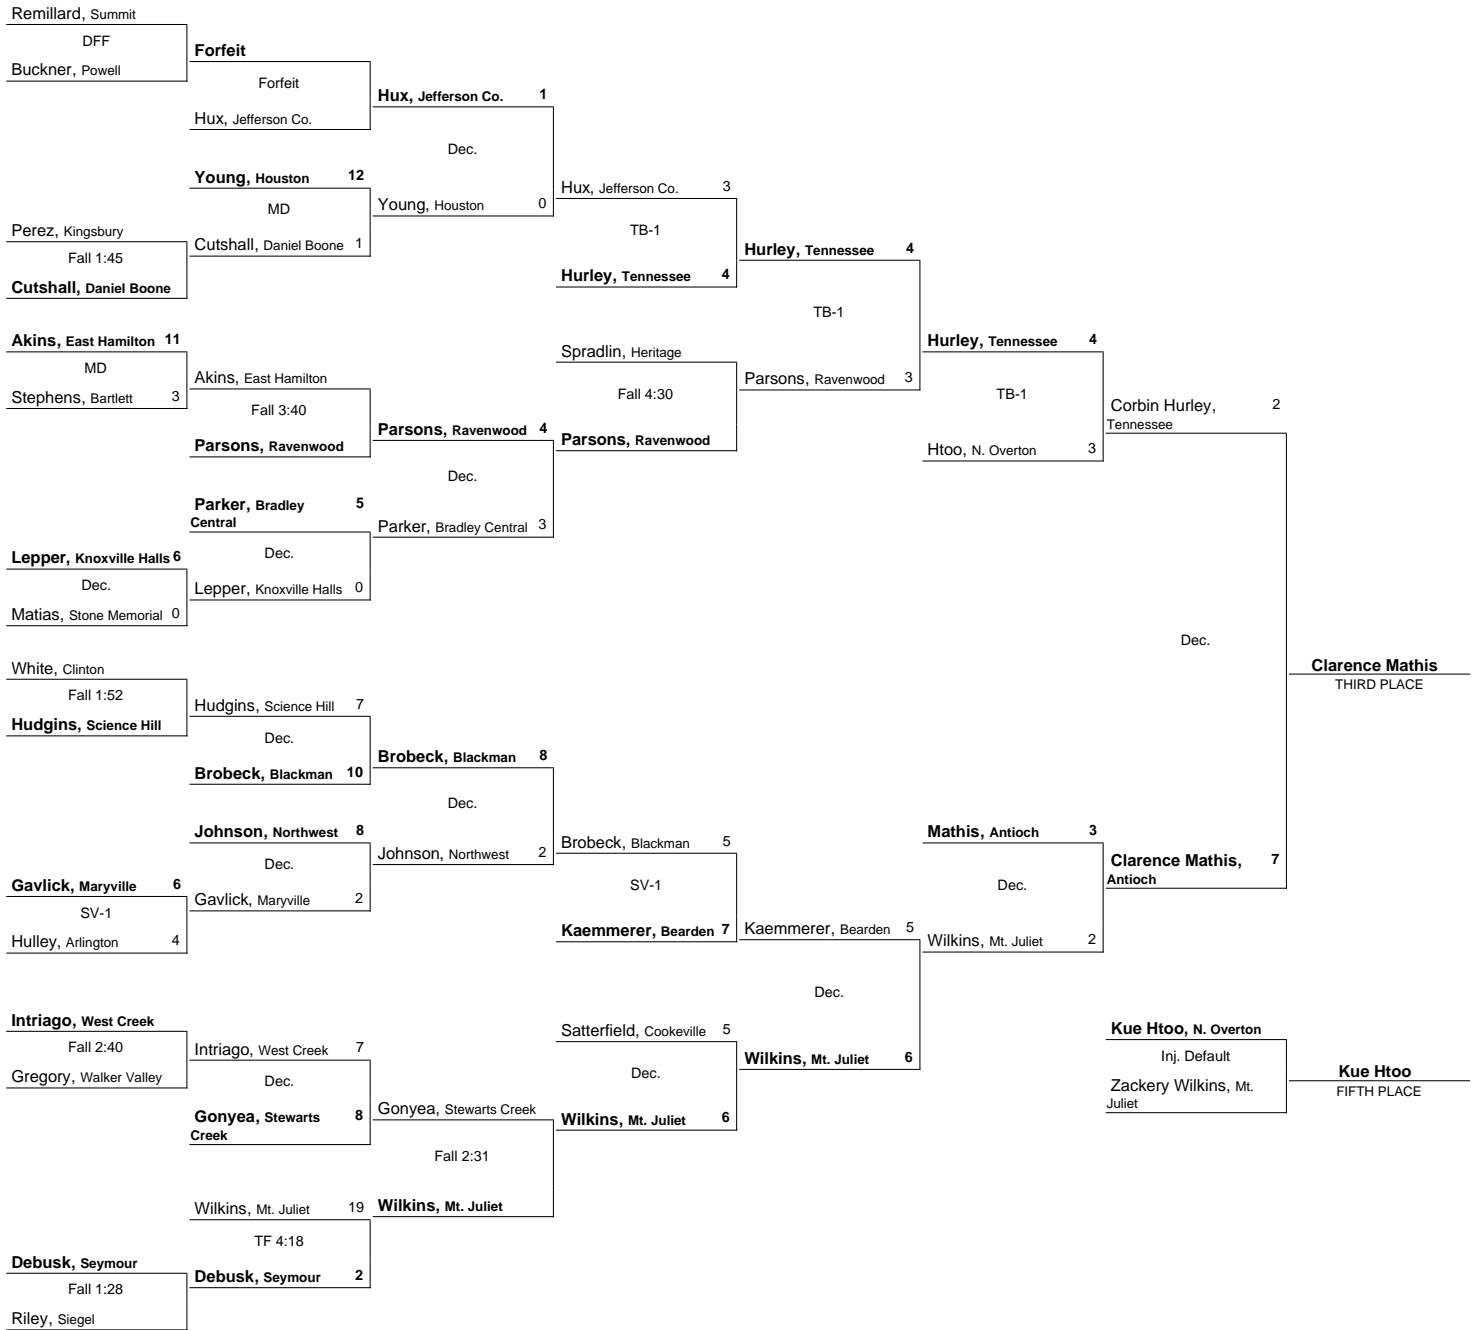 Remillard, Summit
DFF
Buckner, Powell
Forfeit
Forfeit
Hux, Jefferson Co.
Hux, Jefferson Co. 1
Dec.
Young, Houston 12
MD
Cutshall, Daniel Boone 1
Young, Houston 0
Perez, Kingsbury
Fall 1:45
Cutshall, Daniel Boone
Hux, Jefferson Co. 3
TB-1
Hurley, Tennessee 4
Hurley, Tennessee 4
TB-1
Parsons, Ravenwood 3
Akins, East Hamilton 11
MD
Stephens, Bartlett 3
Akins, East Hamilton
Fall 3:40
Parsons, Ravenwood
Parsons, Ravenwood 4
Dec.
Parker, Bradley Central 3
Parker, Bradley 5
Central
Dec.
Lepper, Knoxville Halls 0
Lepper, Knoxville Halls 6
Dec.
Matias, Stone Memorial 0
Spradlin, Heritage
Fall 4:30
Parsons, Ravenwood
Hurley, Tennessee 4
TB-1
Htoo, N. Overton 3
Corbin Hurley, 2
Tennessee
Dec.
Clarence Mathis
THIRD PLACE
White, Clinton
Fall 1:52
Hudgins, Science Hill
Hudgins, Science Hill 7
Dec.
Brobeck, Blackman 10
Brobeck, Blackman 8
Dec.
Johnson, Northwest 2
Johnson, Northwest 8
Dec.
Gavlick, Maryville 2
Gavlick, Maryville 6
SV-1
Hulley, Arlington 4
Brobeck, Blackman 5
SV-1
Kaemmerer, Bearden 7
Kaemmerer, Bearden 5
Dec.
Wilkins, Mt. Juliet 6
Mathis, Antioch 3
Dec.
Wilkins, Mt. Juliet 2
Clarence Mathis, 7
Antioch
Intriago, West Creek
Fall 2:40
Gregory, Walker Valley
Intriago, West Creek 7
Dec.
Gonyea, Stewarts 8
Creek
Gonyea, Stewarts Creek
Fall 2:31
Wilkins, Mt. Juliet
Satterfield, Cookeville 5
Dec.
Wilkins, Mt. Juliet 6
Wilkins, Mt. Juliet 19
TF 4:18
Debusk, Seymour 2
Debusk, Seymour
Fall 1:28
Riley, Siegel
Kue Htoo, N. Overton
Inj. Default
Zackery Wilkins, Mt.
Juliet
Kue Htoo
FIFTH PLACE